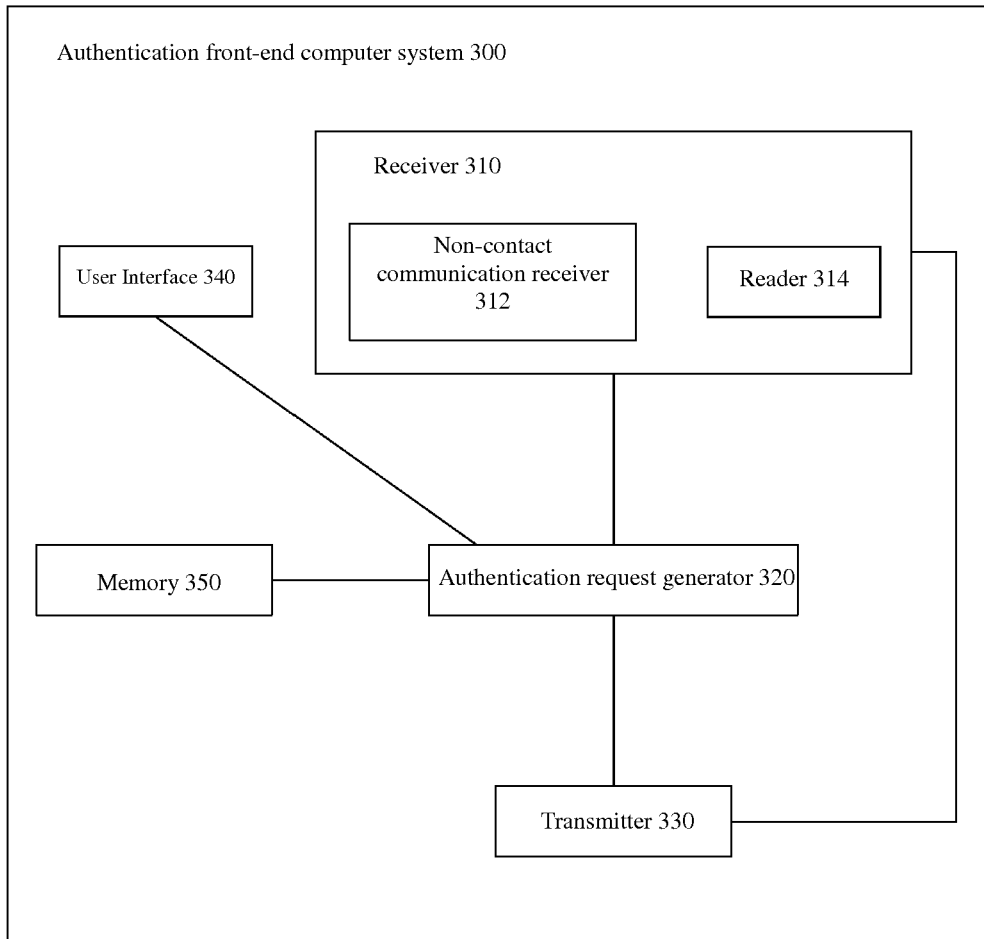 Authentication front-end computer system 300
Receiver 310
Non-contact
communication receiver
312
Reader 314
User Interface 340
Memory 350
Authentication request generator 320
Transmitter 330